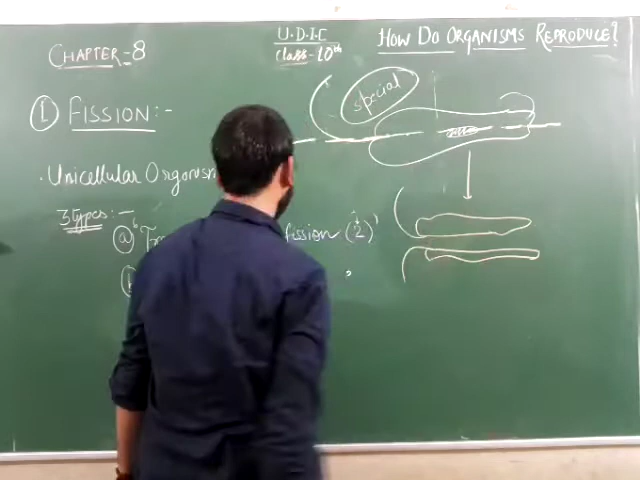 U.D.I.C
CHAPTER-8
Class-10th
HOW DO ORGANISMS REPRODUCE?
① FISSION:-
special
· Unicellular Organism
3 types:-
ⓐ fission (2)